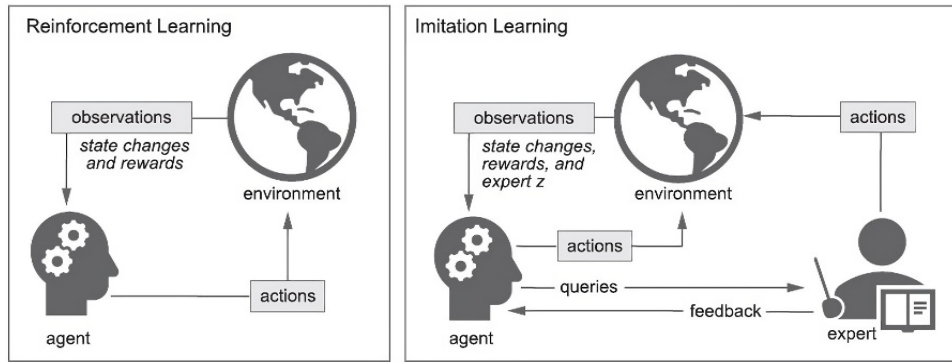 Reinforcement Learning
observations
state changes
and rewards
environment
actions
agent
Imitation Learning
observations
state changes,
rewards, and
expert z
environment
actions
actions
queries
feedback
agent
expert